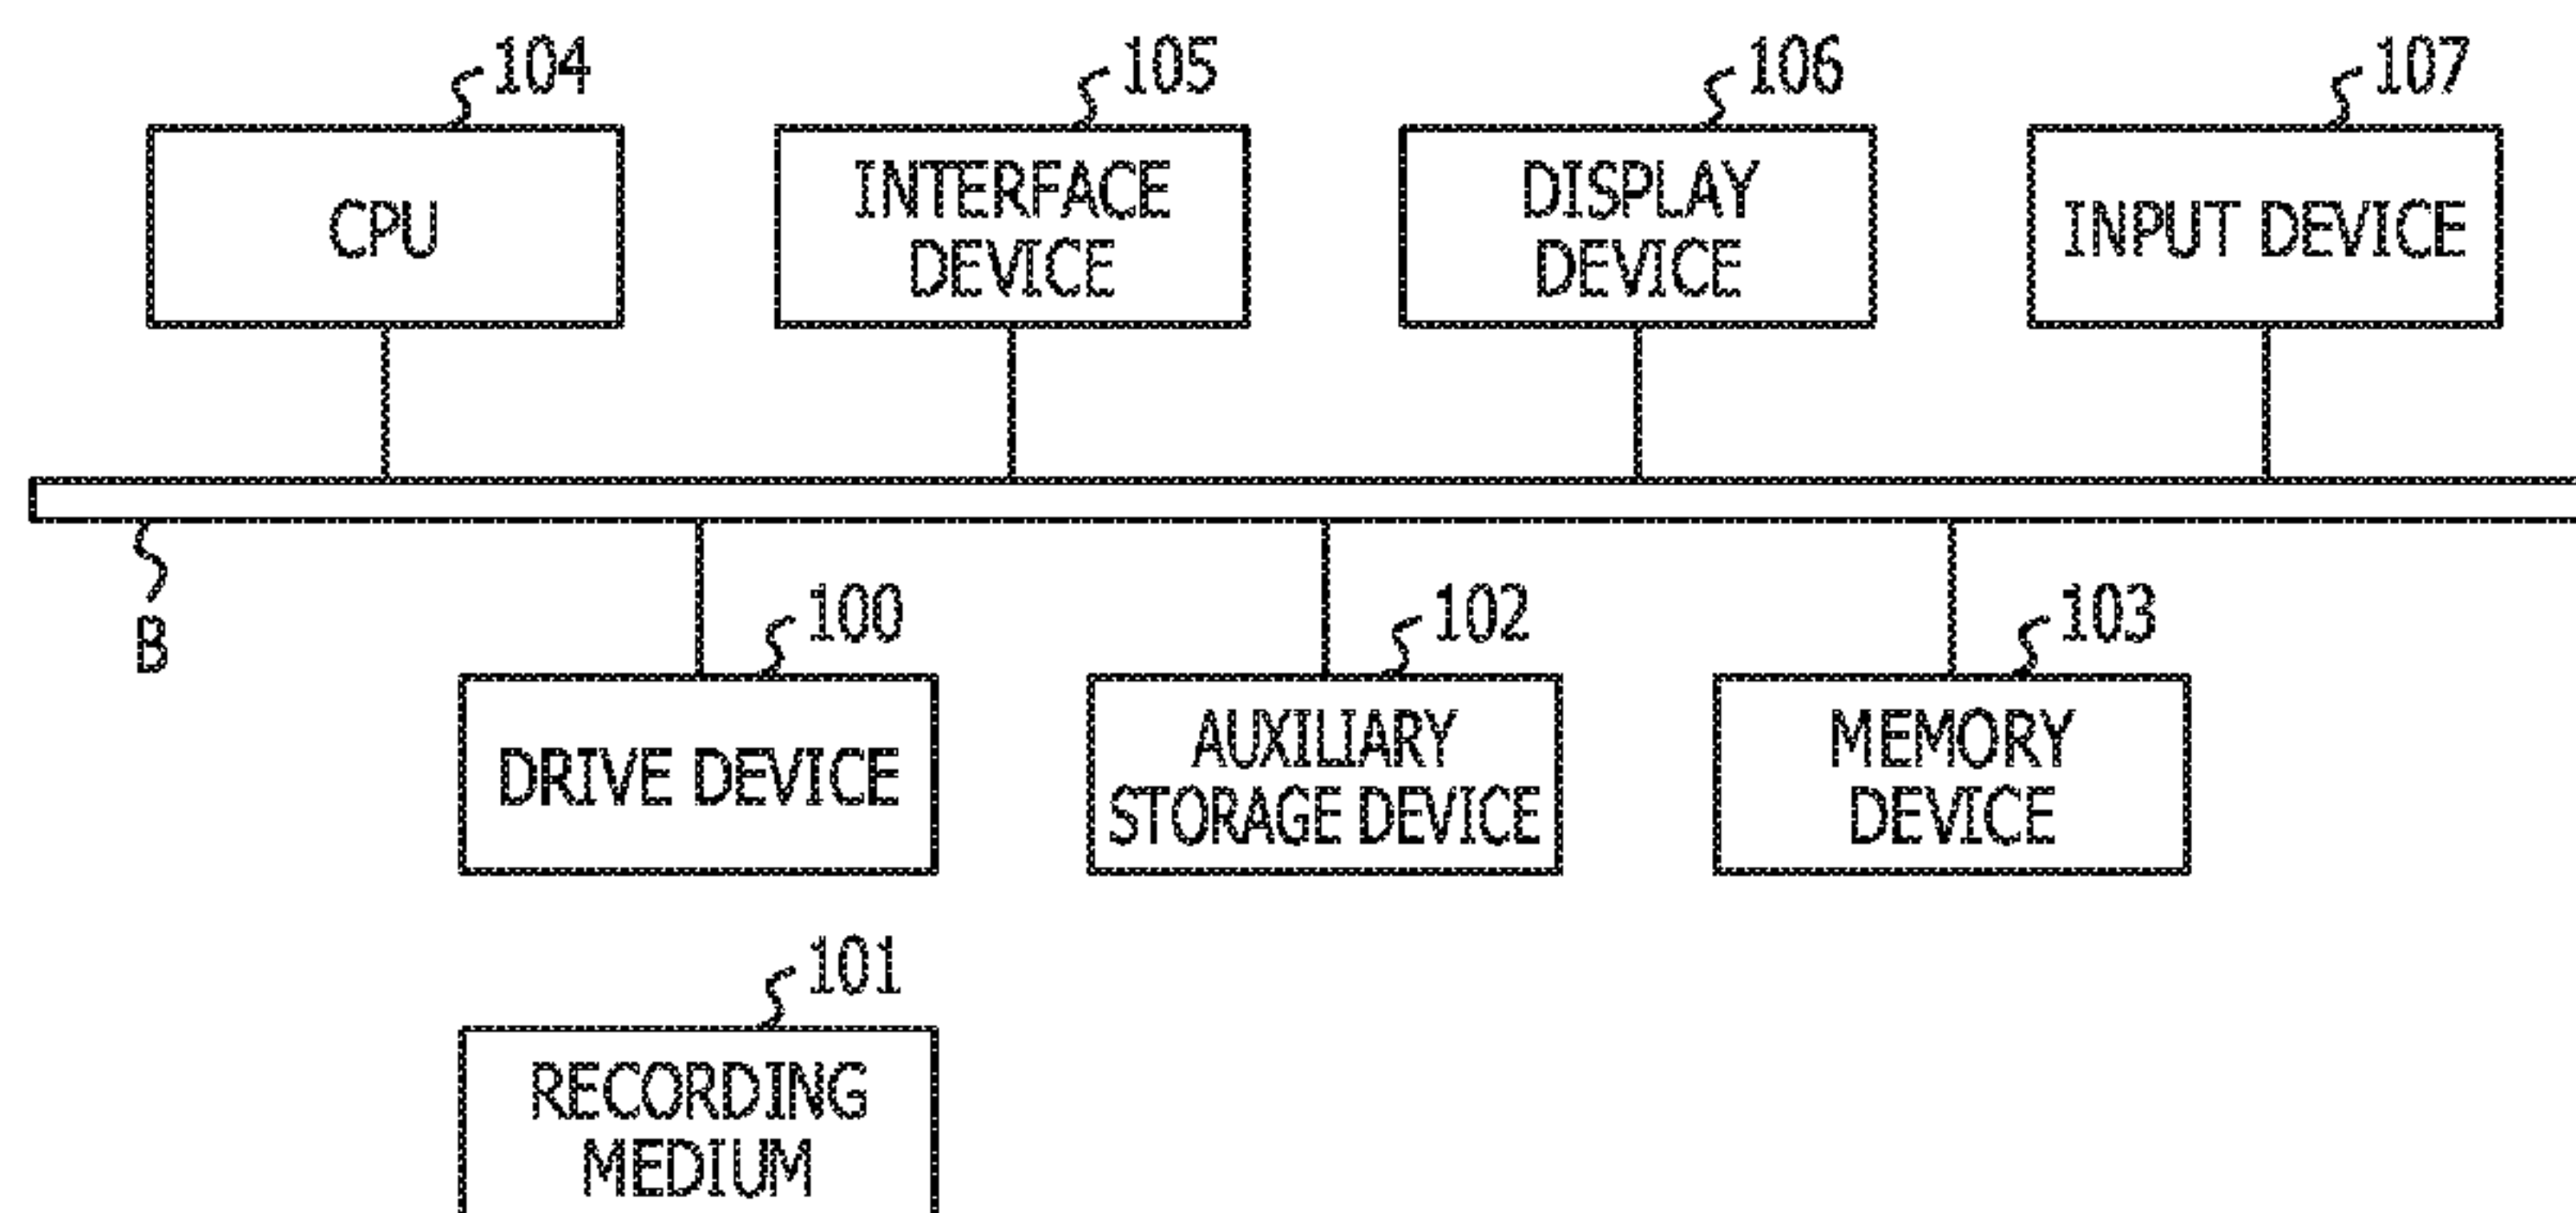 104
105
106
107
CPU
INTERFACE
DEVICE
DISPLAY
DEVICE
INPUT DEVICE
B
100
102
103
DRIVE DEVICE
AUXILIARY
STORAGE DEVICE
MEMORY
DEVICE
101
RECORDING
MEDIUM